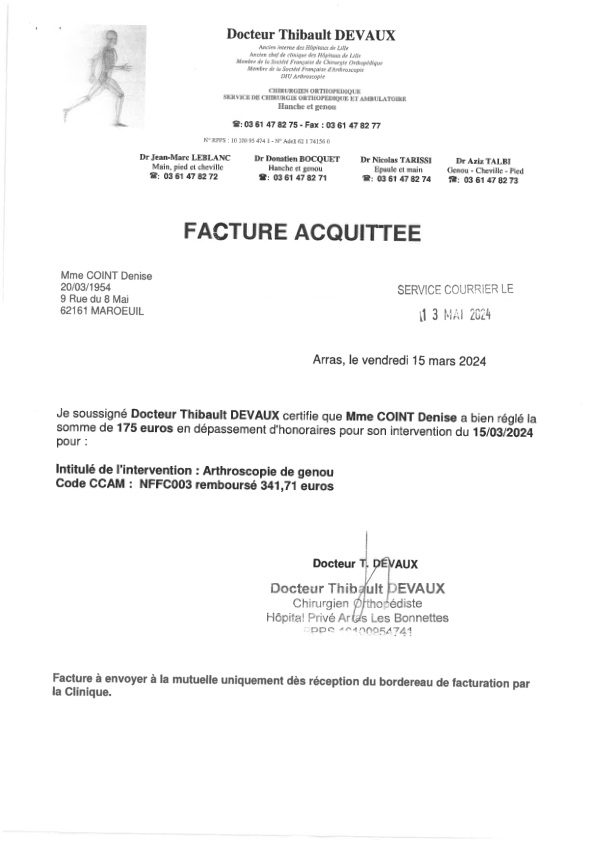 Docteur Thibault DEVAUX
Ancien interne des Hôpitaux de Lille
Ancien chef de clinique des Hôpitaux de Lille
Membre de la Société Française de Chirurgie Orthopédique
Membre de la Société Française d'Arthroscopie
DIU Arthroscopie
CHIRURGIEN ORTHOPEDIQUE
SERVICE DE CHIRURGIE ORTHOPEDIQUE ET AMBULATOIRE
Hanche et genou
☎: 03 61 47 82 75 - Fax : 03 61 47 82 77
N° RPPS : 10 100 95 474 1 - N° Adeli 62 1 74156 0
Dr Jean-Marc LEBLANC
Main, pied et cheville
☎: 03 61 47 82 72
Dr Donatien BOCQUET
Hanche et genou
☎: 03 61 47 82 71
Dr Nicolas TARISSI
Epaule et main
☎: 03 61 47 82 74
Dr Aziz TALBI
Genou - Cheville - Pied
☎: 03 61 47 82 73
FACTURE ACQUITTEE
Mme COINT Denise
20/03/1954
9 Rue du 8 Mai
62161 MAROEUIL
SERVICE COURRIER LE
13 MAI 2024
Arras, le vendredi 15 mars 2024
Je soussigné Docteur Thibault DEVAUX certifie que Mme COINT Denise a bien réglé la
somme de 175 euros en dépassement d'honoraires pour son intervention du 15/03/2024
pour :
Intitulé de l'intervention : Arthroscopie de genou
Code CCAM : NFFC003 remboursé 341,71 euros
Docteur T. DEVAUX
Docteur Thibault DEVAUX
Chirurgien Orthopédiste
Hôpital Privé Arras Les Bonnettes
RPPS 10100954741
Facture à envoyer à la mutuelle uniquement dès réception du bordereau de facturation par
la Clinique.